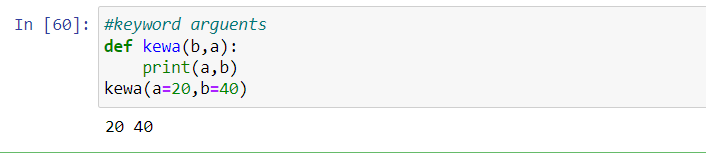 In [60]: #keyword arguents
def kewa(b,a):
    print(a,b)
kewa(a=20,b=40)
20 40